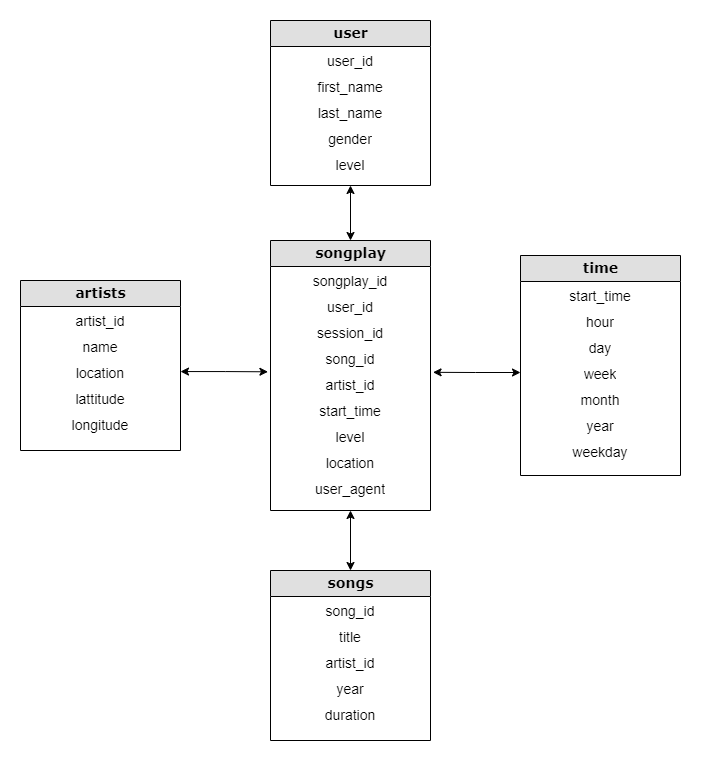 user
user_id
first_name
last_name
gender
level
artists
artist_id
name
location
lattitude
longitude
songplay
songplay_id
user_id
session_id
song_id
artist_id
start_time
level
location
user_agent
time
start_time
hour
day
week
month
year
weekday
songs
song_id
title
artist_id
year
duration